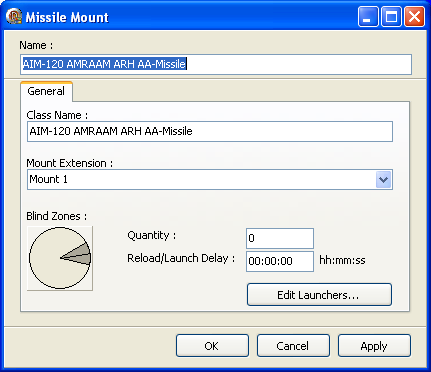 Missile Mount
Name :
AIM-120 AMRAAM ARH AA-Missile
General
Class Name :
AIM-120 AMRAAM ARH AA-Missile
Mount Extension :
Mount 1
Blind Zones :
Quantity :
0
Reload/Launch Delay :
00:00:00
hh:mm:ss
Edit Launchers...
OK
Cancel
Apply